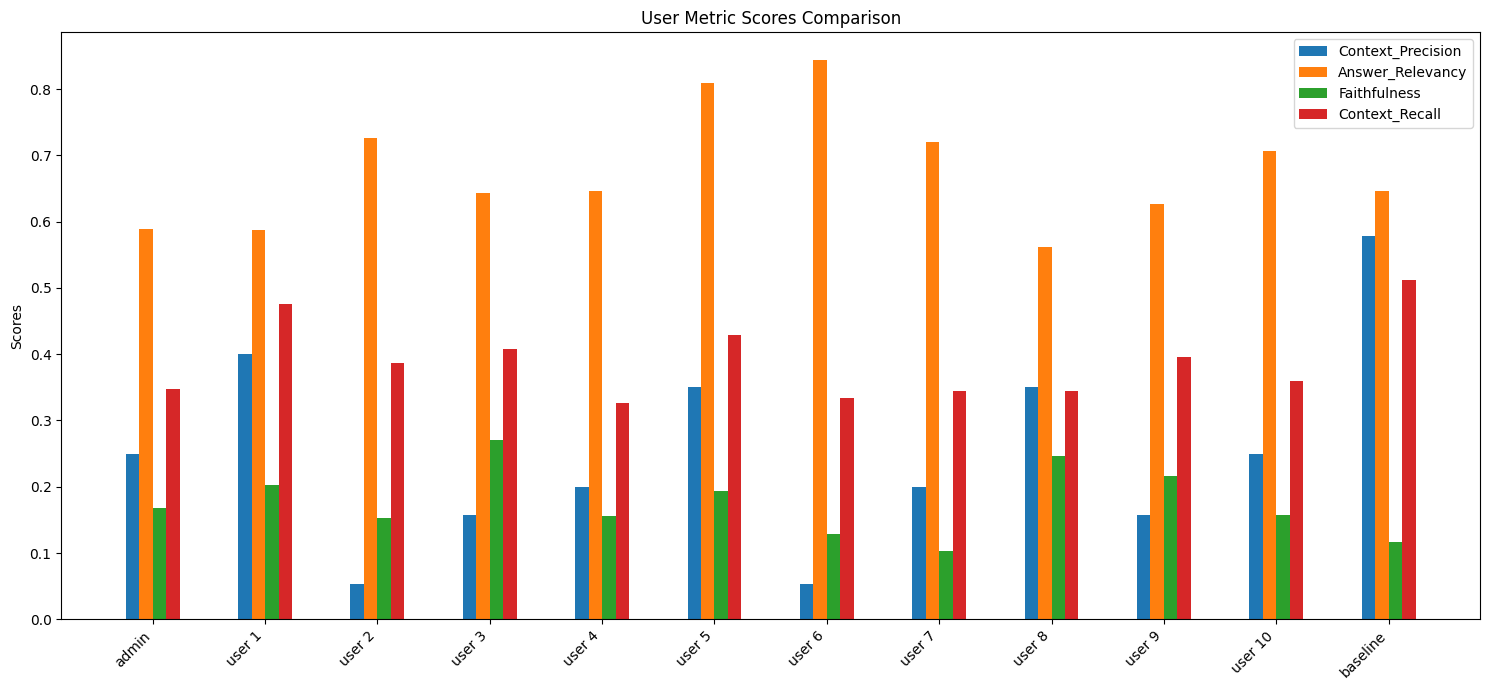 User Metric Scores Comparison
Context_Precision
Answer_Relevancy
Faithfulness
Context_Recall
Scores
0.8
0.7
0.6
0.5
0.4
0.3
0.2
0.1
0.0
admin
user 1
user 2
user 3
user 4
user 5
user 6
user 7
user 8
user 9
user 10
baseline